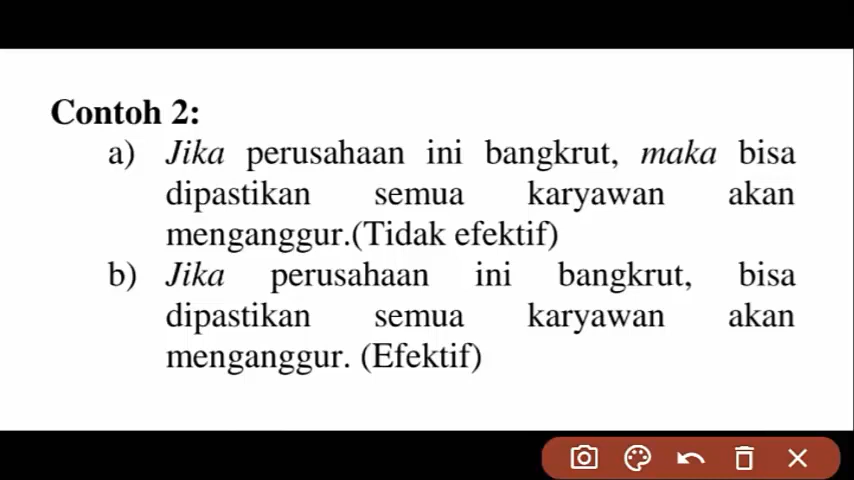 Contoh 2:
a) Jika perusahaan ini bangkrut, maka bisa
dipastikan semua karyawan akan
menganggur.(Tidak efektif)
b) Jika perusahaan ini bangkrut, bisa
dipastikan semua karyawan akan
menganggur. (Efektif)